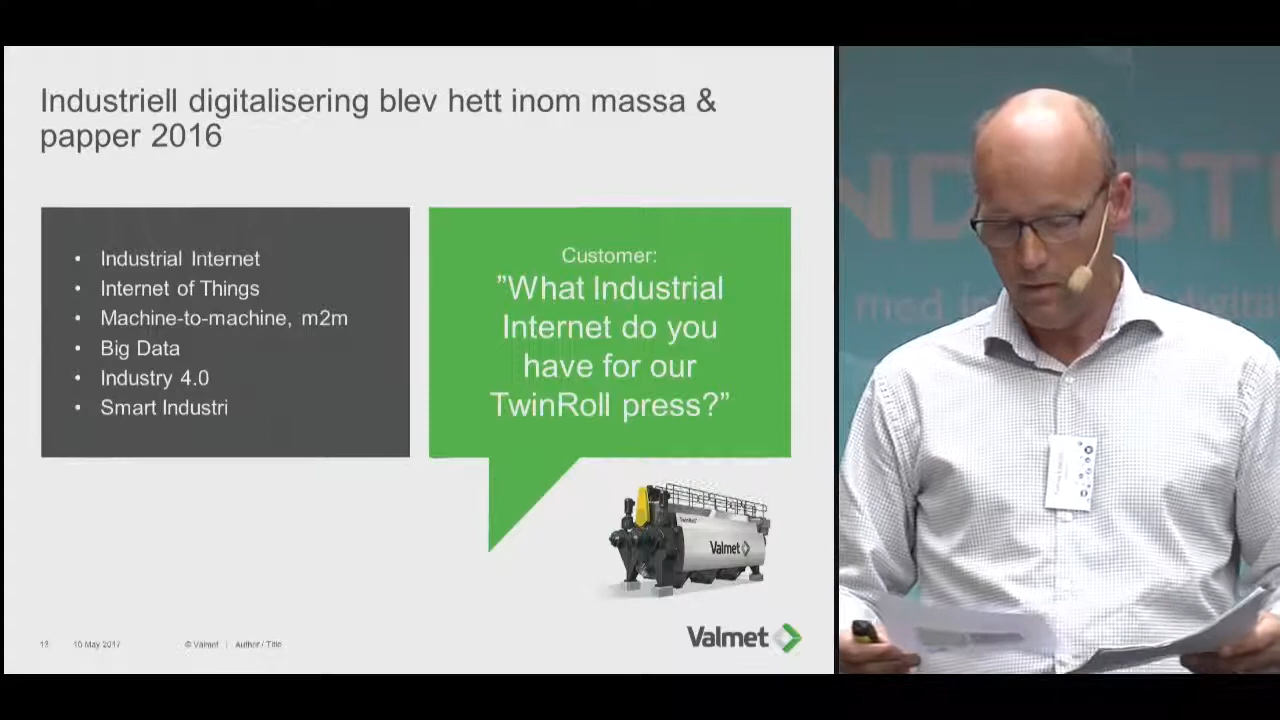 Industriell digitalisering blev hett inom massa &
papper 2016
• Industrial Internet
• Internet of Things
• Machine-to-machine, m2m
• Big Data
• Industry 4.0
• Smart Industri
Customer:
”What Industrial
Internet do you
have for our
TwinRoll press?”
Valmet
10 May 2017 © Valmet | Author / Title
Valmet